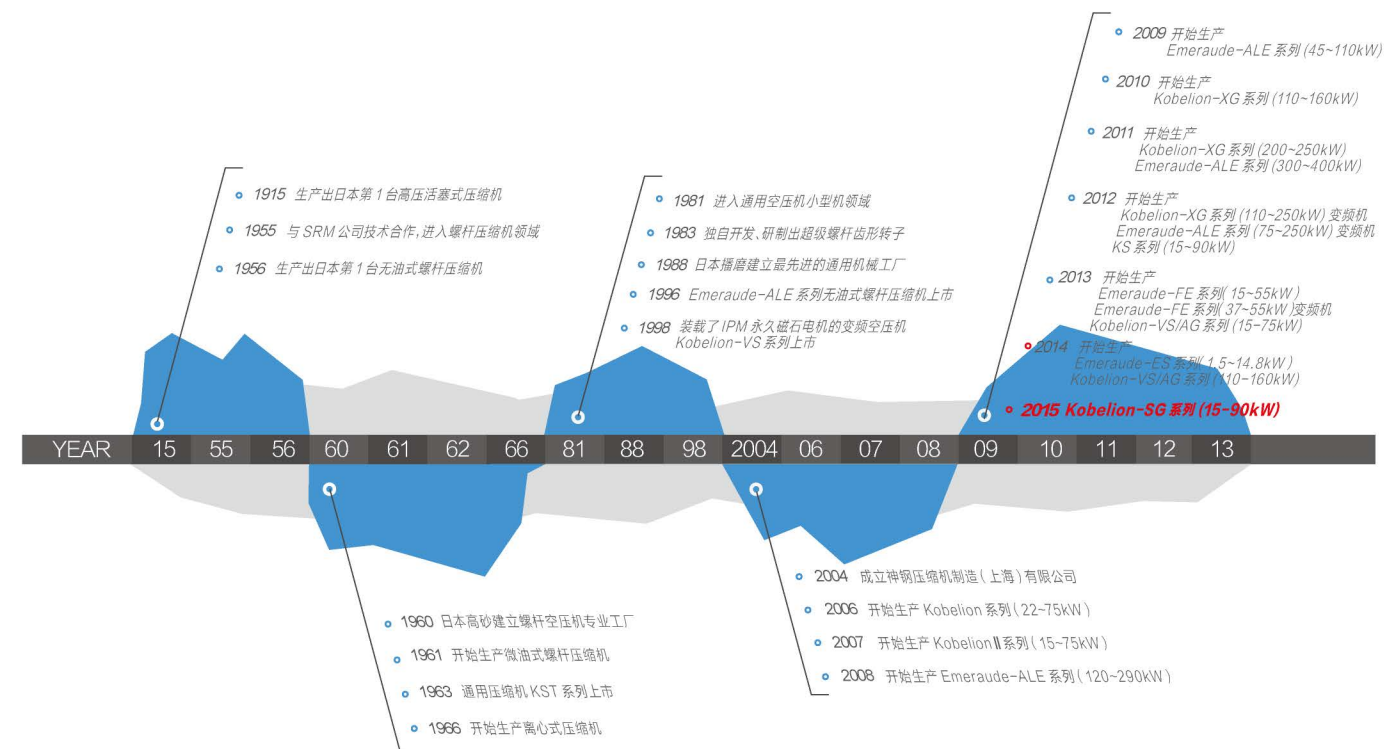 2009 开始生产
Emeraude-ALE 系列 (45~110kW)
2010 开始生产
Kobelion-XG 系列 (110~160kW)
2011 开始生产
Kobelion-XG 系列 (200~250kW)
Emeraude-ALE 系列 (300~400kW)
2012 开始生产
Kobelion-XG 系列 (110~250kW) 变频机
Emeraude-ALE 系列 (75~250kW) 变频机
KS 系列 (15~90kW)
2013 开始生产
Emeraude-FE 系列( 15~55kW )
Emeraude-FE 系列( 37~55kW )变频机
Kobelion-VS/AG 系列 (15-75kW)
2014 开始生产
Emeraude-ES 系列( 1.5~14.8kW )
Kobelion-VS/AG 系列 (110-160kW)
2015 Kobelion-SG 系列 (15-90kW)
1915 生产出日本第 1 台高压活塞式压缩机
1955 与 SRM 公司技术合作,进入螺杆压缩机领域
1956 生产出日本第 1 台无油式螺杆压缩机
1981 进入通用空压机小型机领域
1983 独自开发、研制出超级螺杆齿形转子
1988 日本播磨建立最先进的通用机械工厂
1996 Emeraude-ALE 系列无油式螺杆压缩机上市
1998 装载了 IPM 永久磁石电机的变频空压机
Kobelion-VS 系列上市
YEAR 15 55 56 60 61 62 66 81 88 98 2004 06 07 08 09 10 11 12 13
1960 日本高砂建立螺杆空压机专业工厂
1961 开始生产微油式螺杆压缩机
1963 通用压缩机 KST 系列上市
1966 开始生产离心式压缩机
2004 成立神钢压缩机制造( 上海 )有限公司
2006 开始生产 Kobelion 系列 ( 22~75kW )
2007 开始生产 KobelionⅡ系列 ( 15~75kW )
2008 开始生产 Emeraude-ALE 系列 ( 120~290kW )